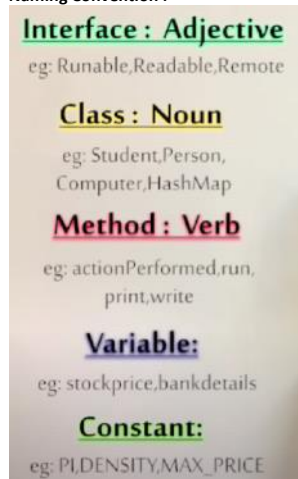 Naming Convention :
Interface : Adjective
eg: Runable,Readable,Remote
Class : Noun
eg: Student,Person,
Computer,HashMap
Method : Verb
eg: actionPerformed,run,
print,write
Variable:
eg: stockprice,bankdetails
Constant:
eg: PI,DENSITY,MAX_PRICE